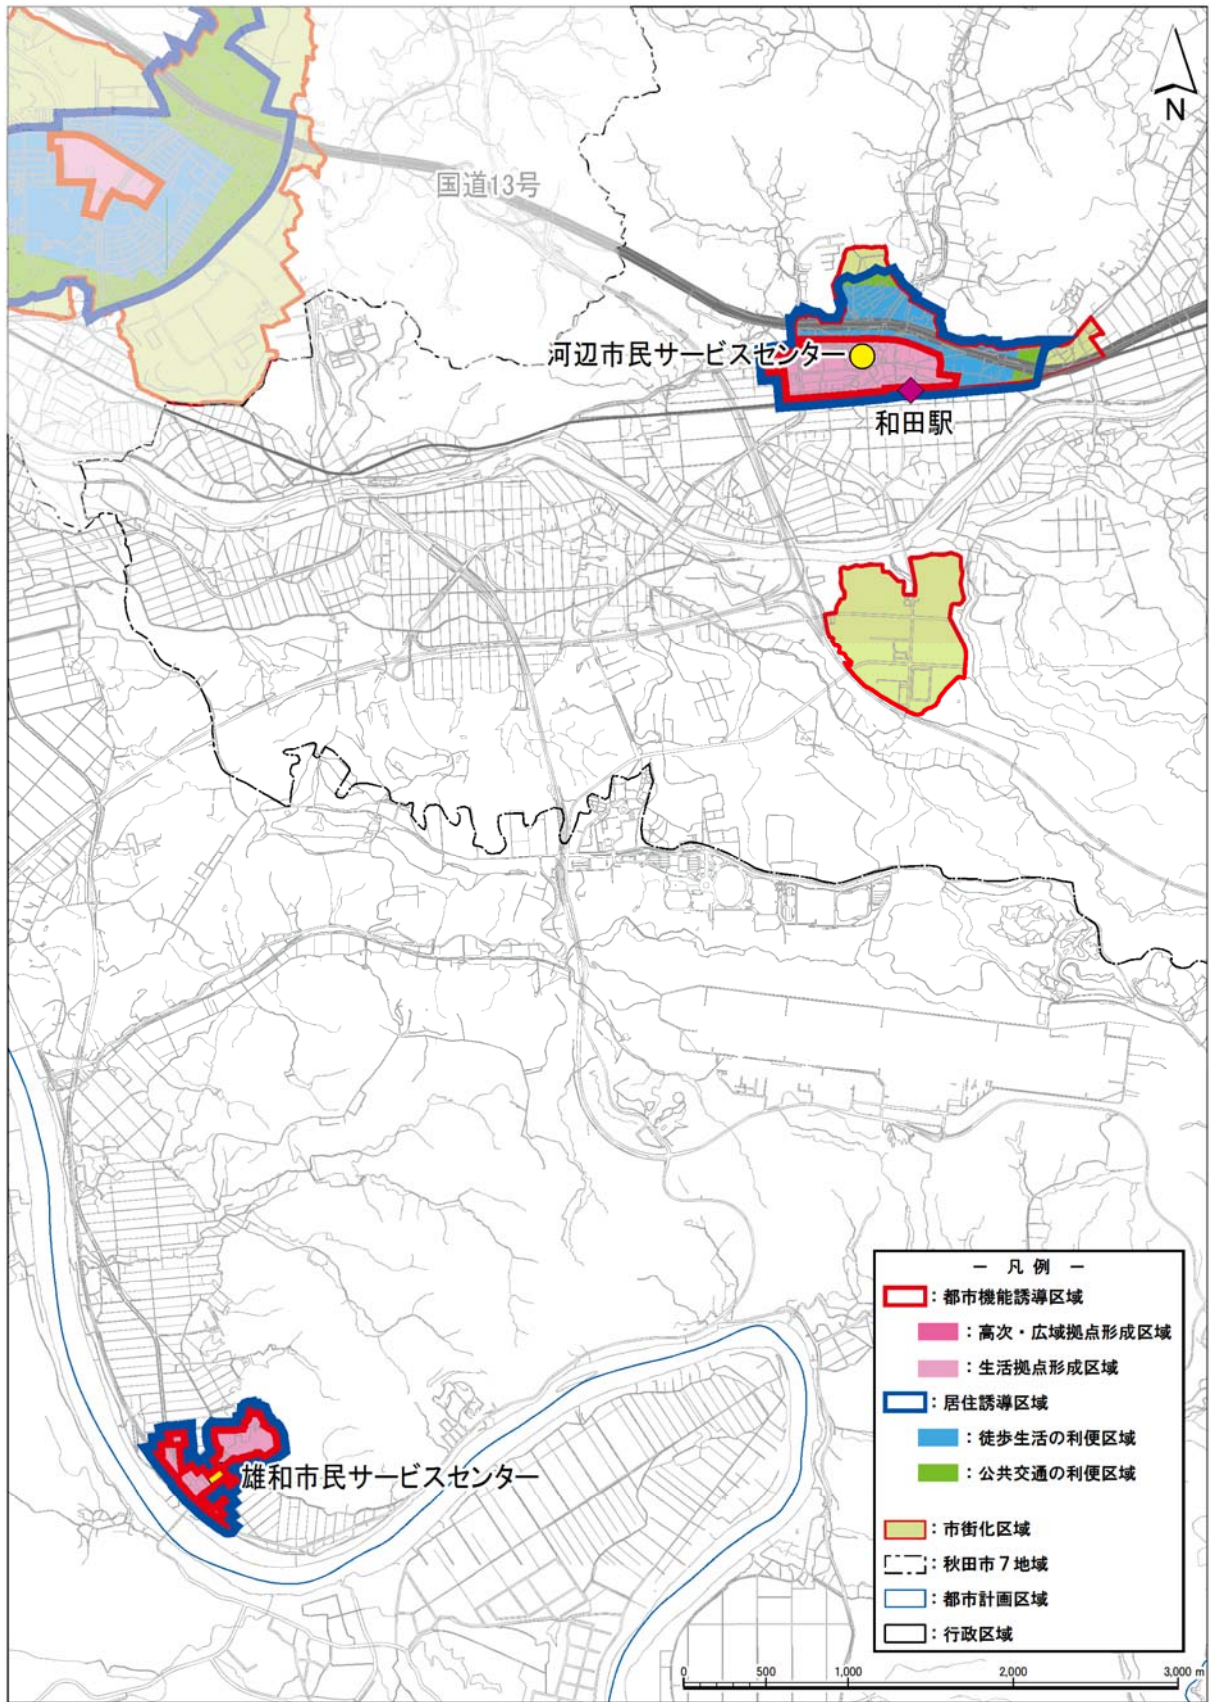 N
国道13号
河辺市民サービスセンター
和田駅
雄和市民サービスセンター
― 凡 例 ―
：都市機能誘導区域
：高次・広域拠点形成区域
：生活拠点形成区域
：居住誘導区域
：徒歩生活の利便区域
：公共交通の利便区域
：市街化区域
：秋田市７地域
：都市計画区域
：行政区域
0 500 1,000 2,000 3,000 m